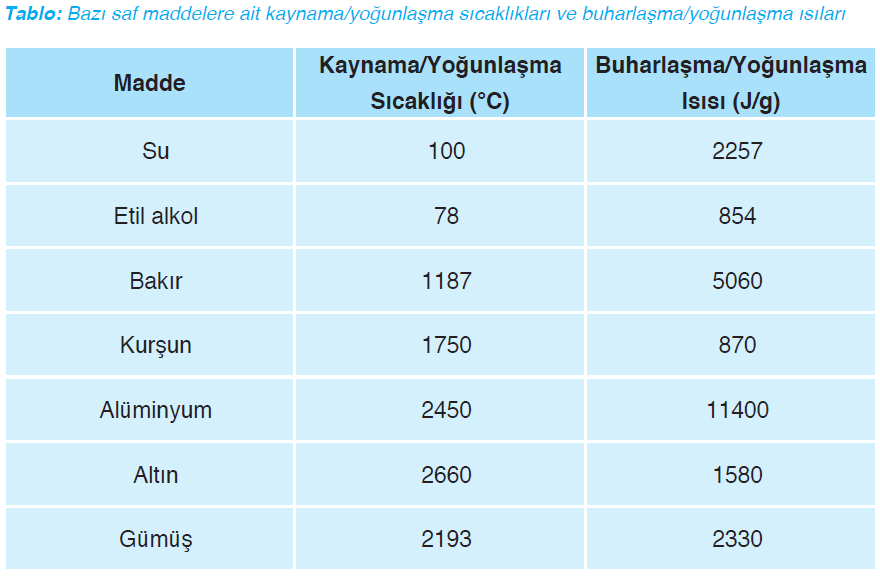 Tablo: Bazı saf maddelere ait kaynama/yoğunlaşma sıcaklıkları ve buharlaşma/yoğunlaşma ısıları
Madde Kaynama/Yoğunlaşma Sıcaklığı (°C) Buharlaşma/Yoğunlaşma Isısı (J/g)
Su 100 2257
Etil alkol 78 854
Bakır 1187 5060
Kurşun 1750 870
Alüminyum 2450 11400
Altın 2660 1580
Gümüş 2193 2330